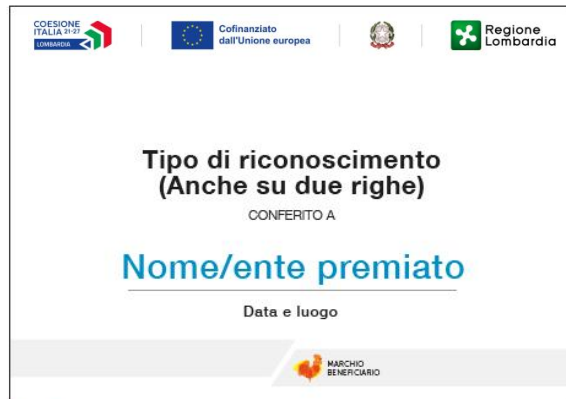 COESIONE
ITALIA 21-27
LOMBARDIA
Cofinanziato
dall'Unione europea
Regione
Lombardia
Tipo di riconoscimento
(Anche su due righe)
CONFERITO A
Nome/ente premiato
Data e luogo
MARCHIO
BENEFICIARIO